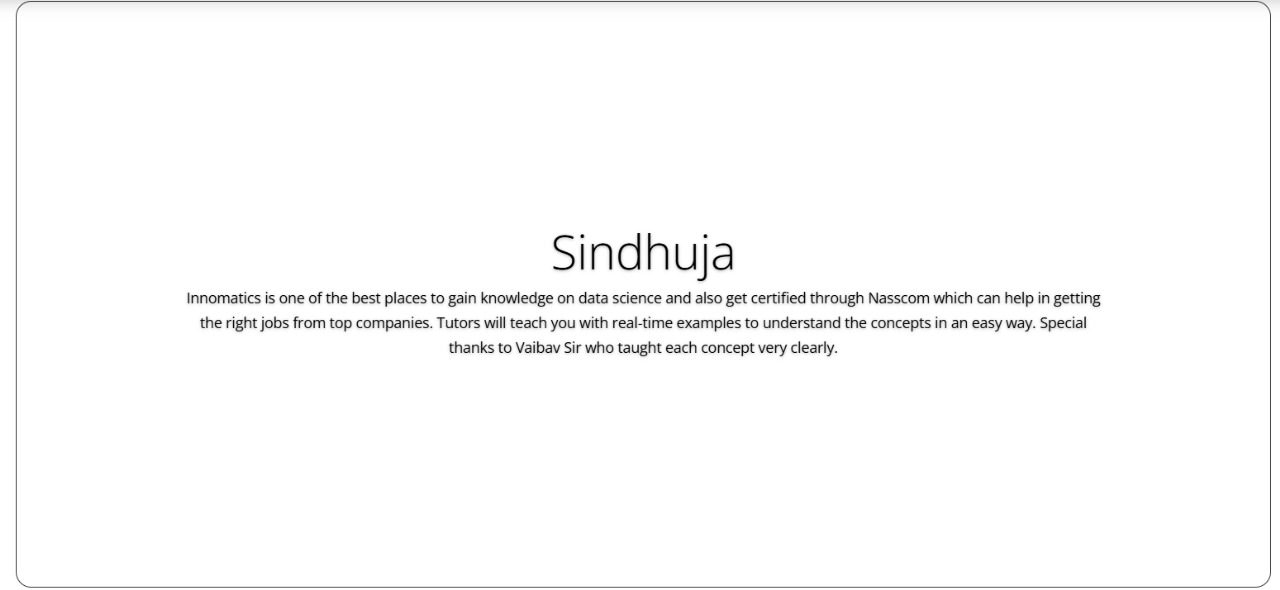 Sindhuja
Innomatics is one of the best places to gain knowledge on data science and also get certified through Nasscom which can help in getting
the right jobs from top companies. Tutors will teach you with real-time examples to understand the concepts in an easy way. Special
thanks to Vaibav Sir who taught each concept very clearly.